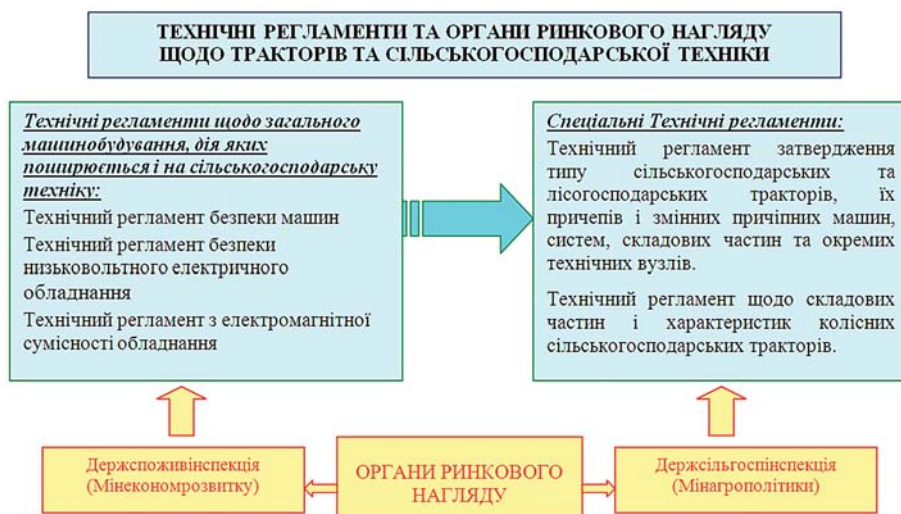 ТЕХНІЧНІ РЕГЛАМЕНТИ ТА ОРГАНИ РИНКОВОГО НАГЛЯДУ
ЩОДО ТРАКТОРІВ ТА СІЛЬСЬКОГОСПОДАРСЬКОЇ ТЕХНІКИ
Технічні регламенти щодо загального
машинобудування, дія яких
поширюється і на сільськогосподарську
техніку:
Технічний регламент безпеки машин
Технічний регламент безпеки
низьковольтного електричного
обладнання
Технічний регламент з електромагнітної
сумісності обладнання
Спеціальні Технічні регламенти:
Технічний регламент затвердження
типу сільськогосподарських та
лісогосподарських тракторів, їх
причепів і змінних причіпних машин,
систем, складових частин та окремих
технічних вузлів.
Технічний регламент щодо складових
частин і характеристик колісних
сільськогосподарських тракторів.
Держспоживінспекція
(Мінекономрозвитку)
ОРГАНИ РИНКОВОГО
НАГЛЯДУ
Держсільгоспінспекція
(Мінагрополітики)